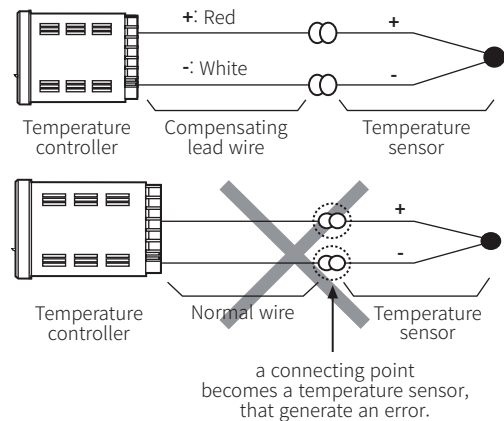 +: Red
+
-: White
-
Temperature
controller
Compensating
lead wire
Temperature
sensor
+
-
Temperature
controller
Normal wire
Temperature
sensor
a connecting point
becomes a temperature sensor,
that generate an error.